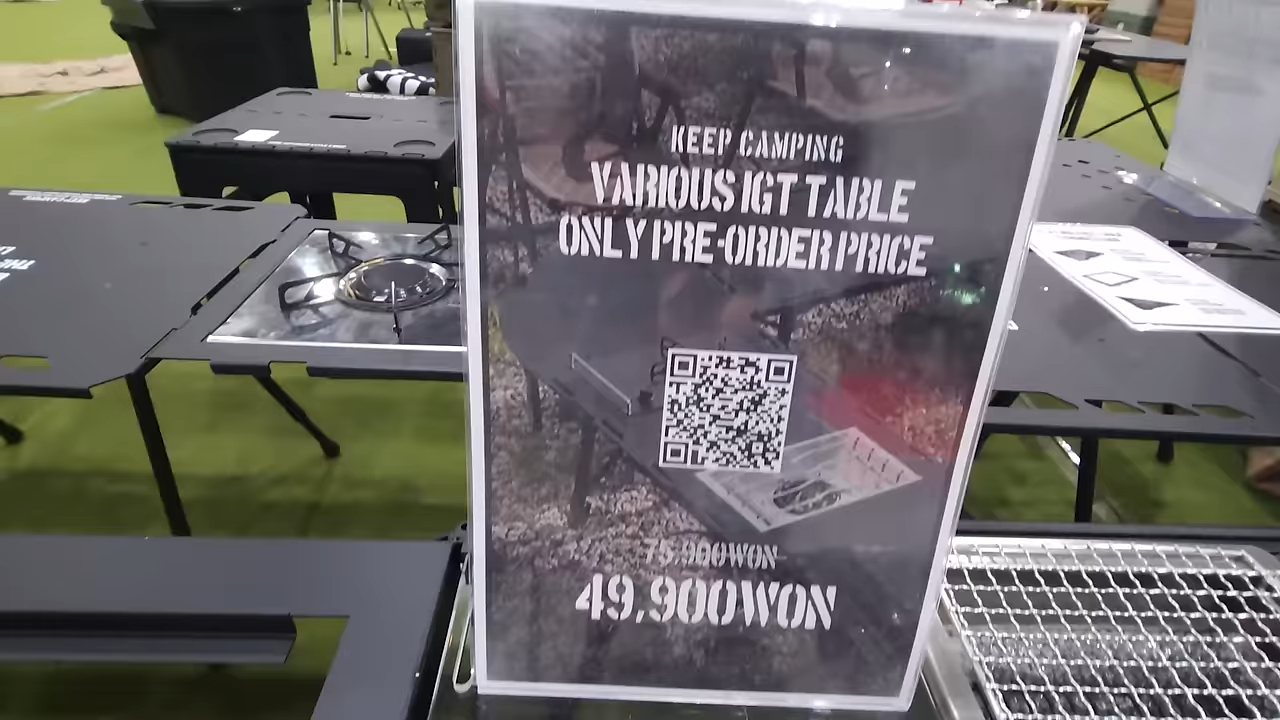 KEEP CAMPING
VARIOUS IGT TABLE
ONLY PRE-ORDER PRICE
75,900WON
49,900WON